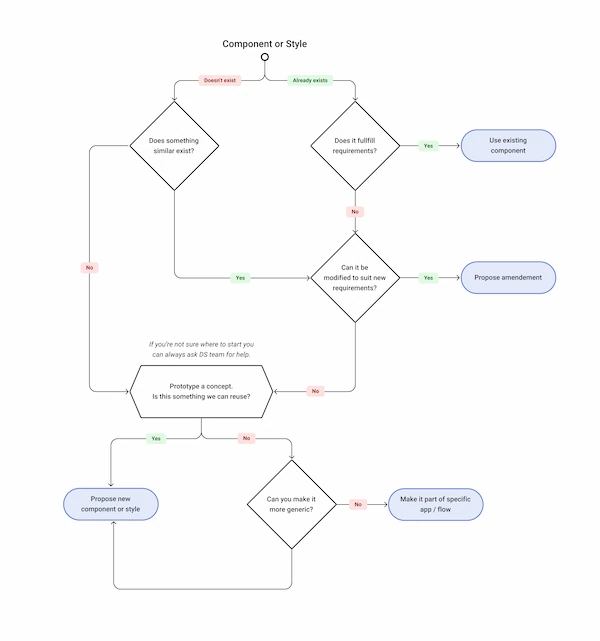 Component or Style
Doesn't exist
Already exists
Does something
similar exist?
Does it fullfill
requirements?
Yes
Use existing
component
No
No
Yes
Can it be
modified to suit new
requirements?
Yes
Propose amendement
If you're not sure where to start you
can always ask DS team for help.
Prototype a concept.
Is this something we can reuse?
No
Yes
No
Propose new
component or style
Can you make it
more generic?
No
Make it part of specific
app / flow